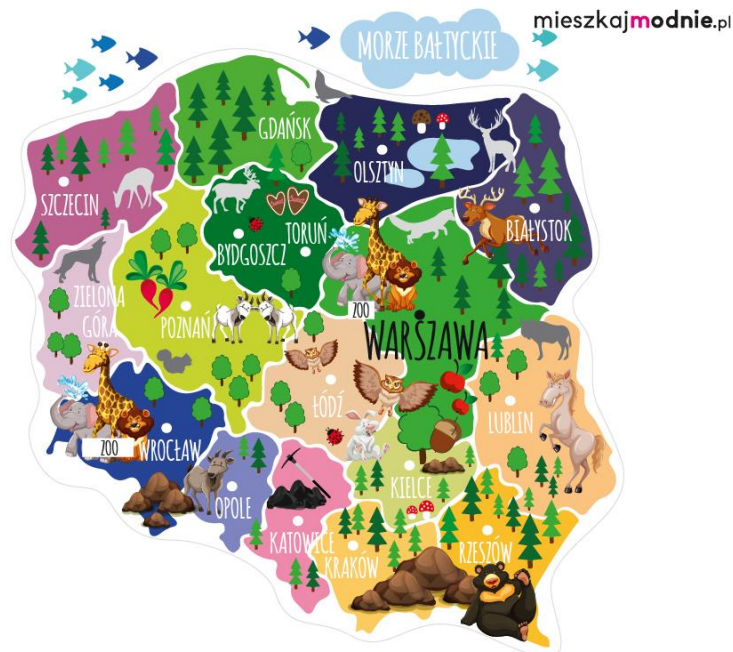 mieszkajmodnie.pl
MORZE BAŁTYCKIE
GDAŃSK
OLSZTYN
SZCZECIN
BIAŁYSTOK
TORUŃ
BYDGOSZCZ
ZIELONA
GÓRA
POZNAŃ
ZOO
WARSZAWA
ŁÓDŹ
LUBLIN
ZOO
WROCŁAW
KIELCE
OPOLE
KATOWICE
KRAKÓW
RZESZÓW